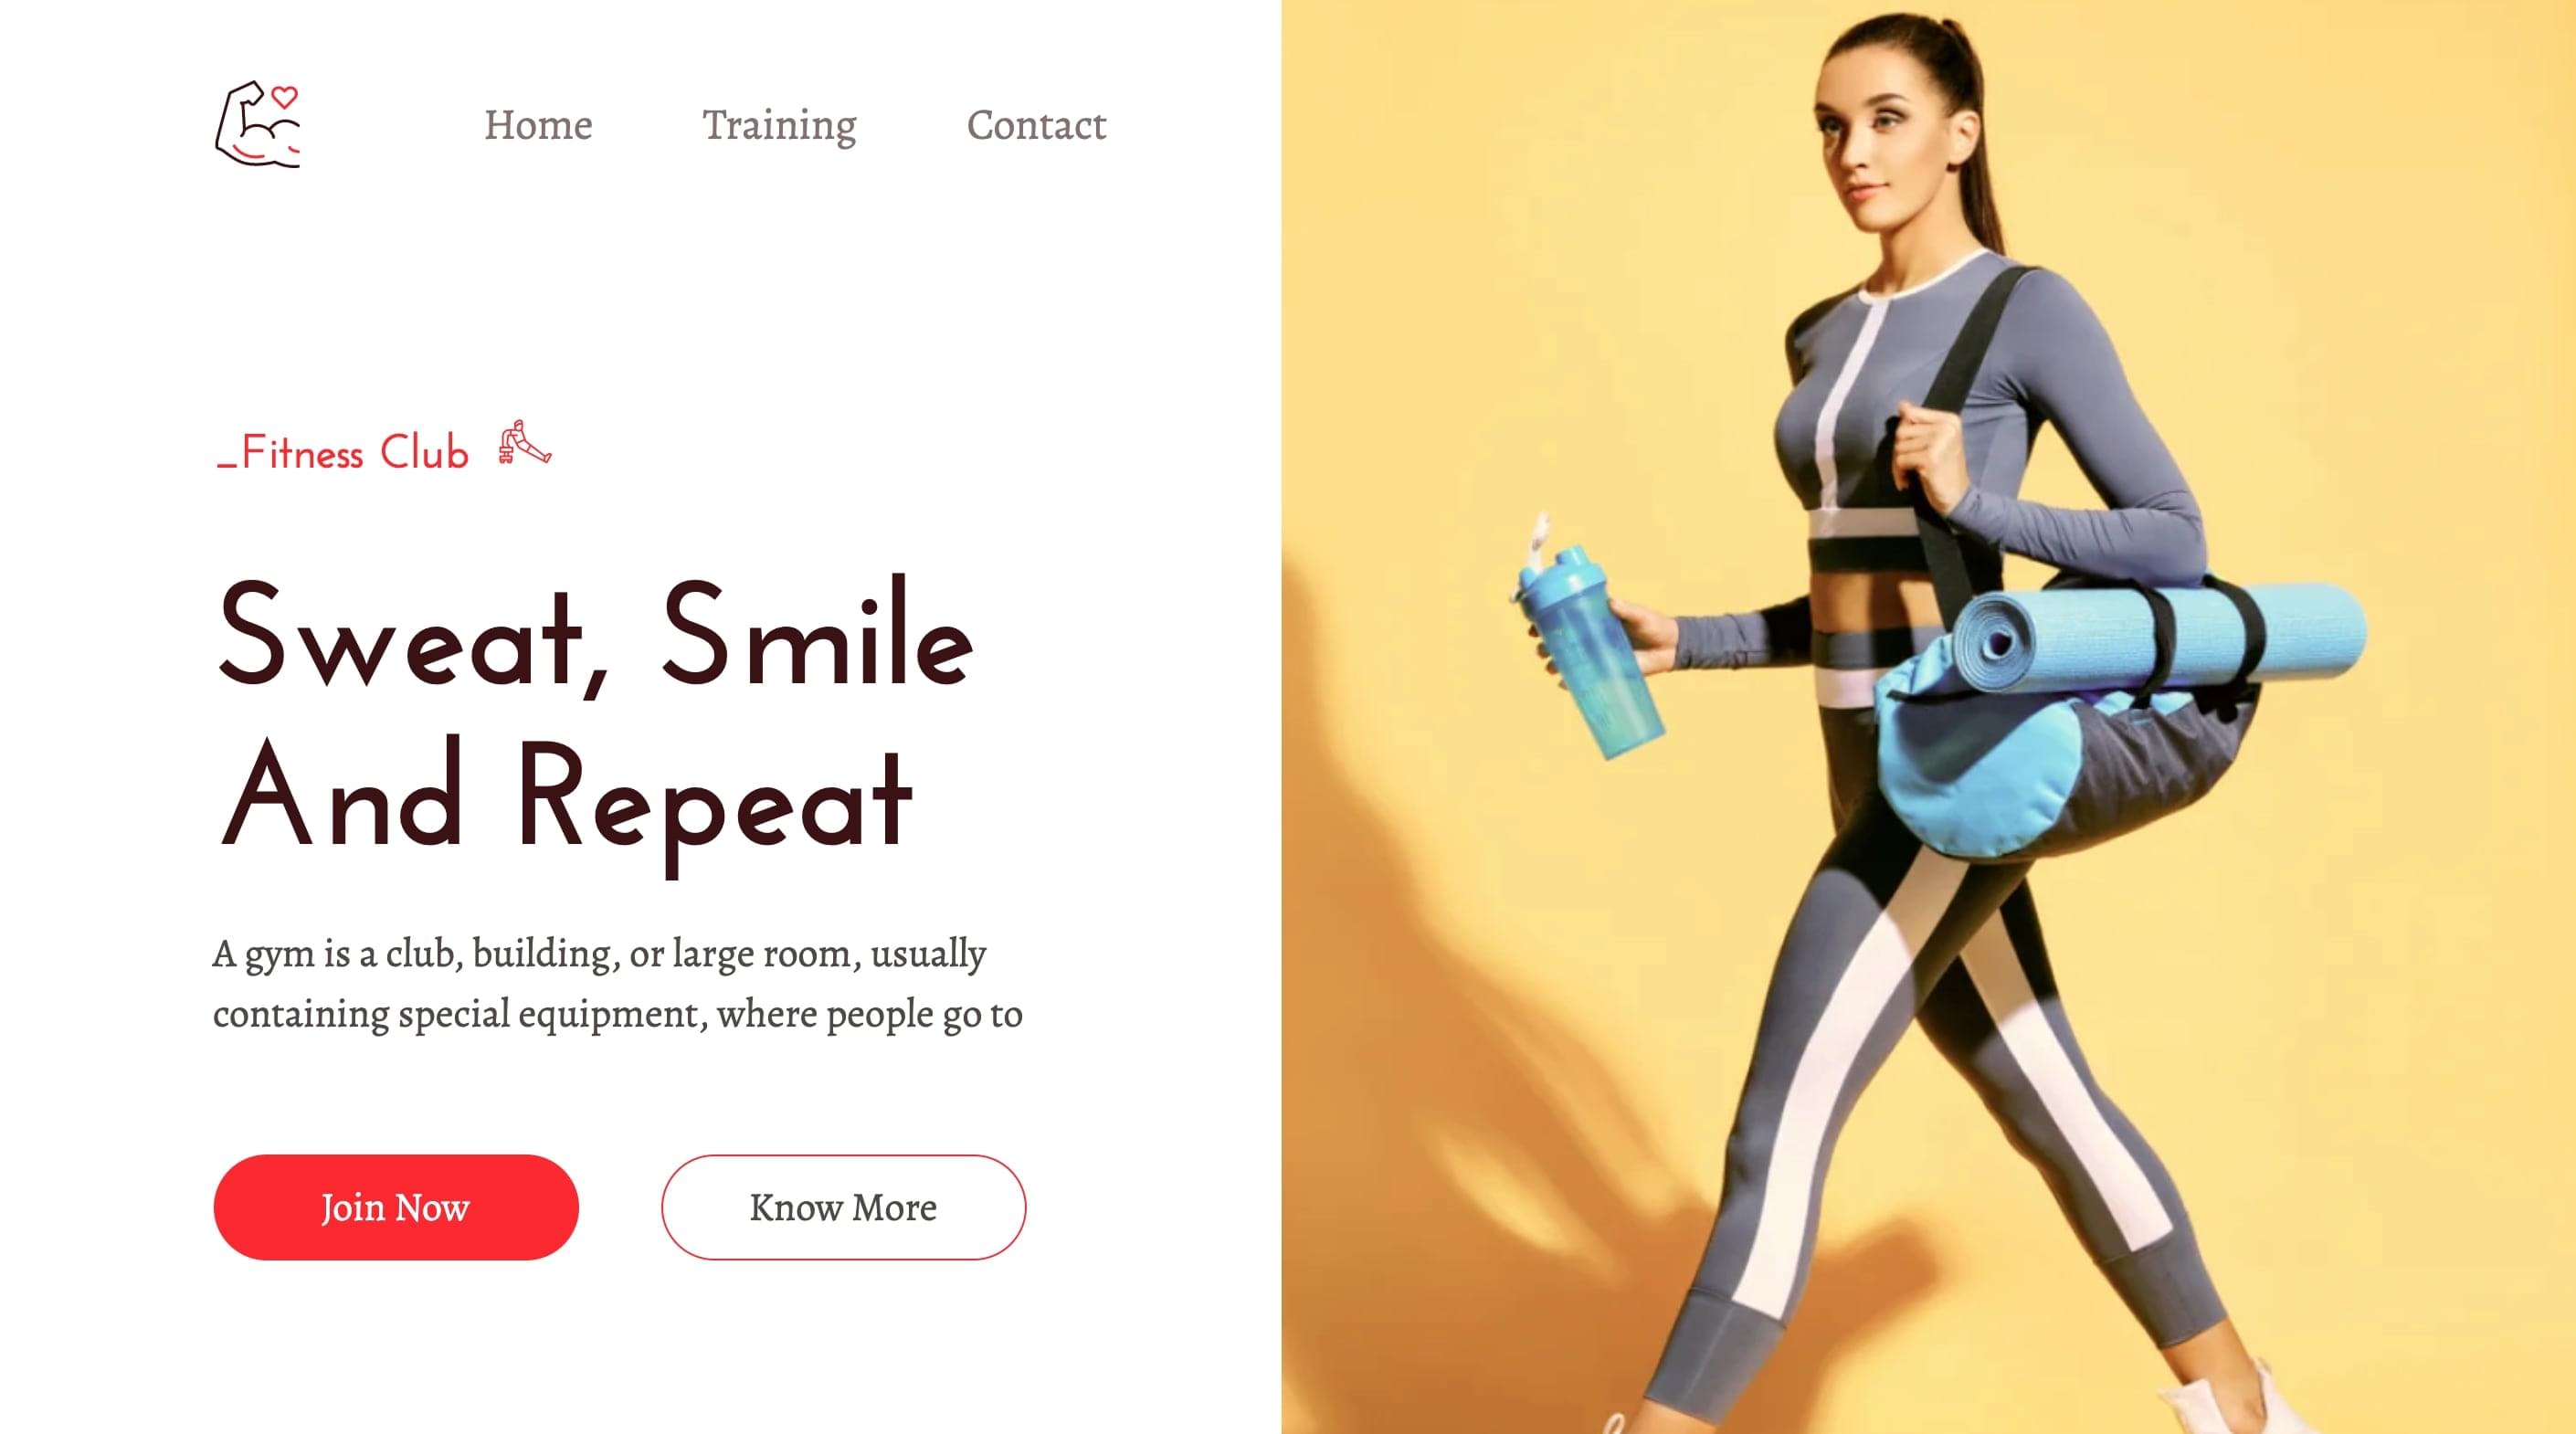 Home Training Contact
_Fitness Club
Sweat, Smile
And Repeat
A gym is a club, building, or large room, usually
containing special equipment, where people go to
Join Now Know More